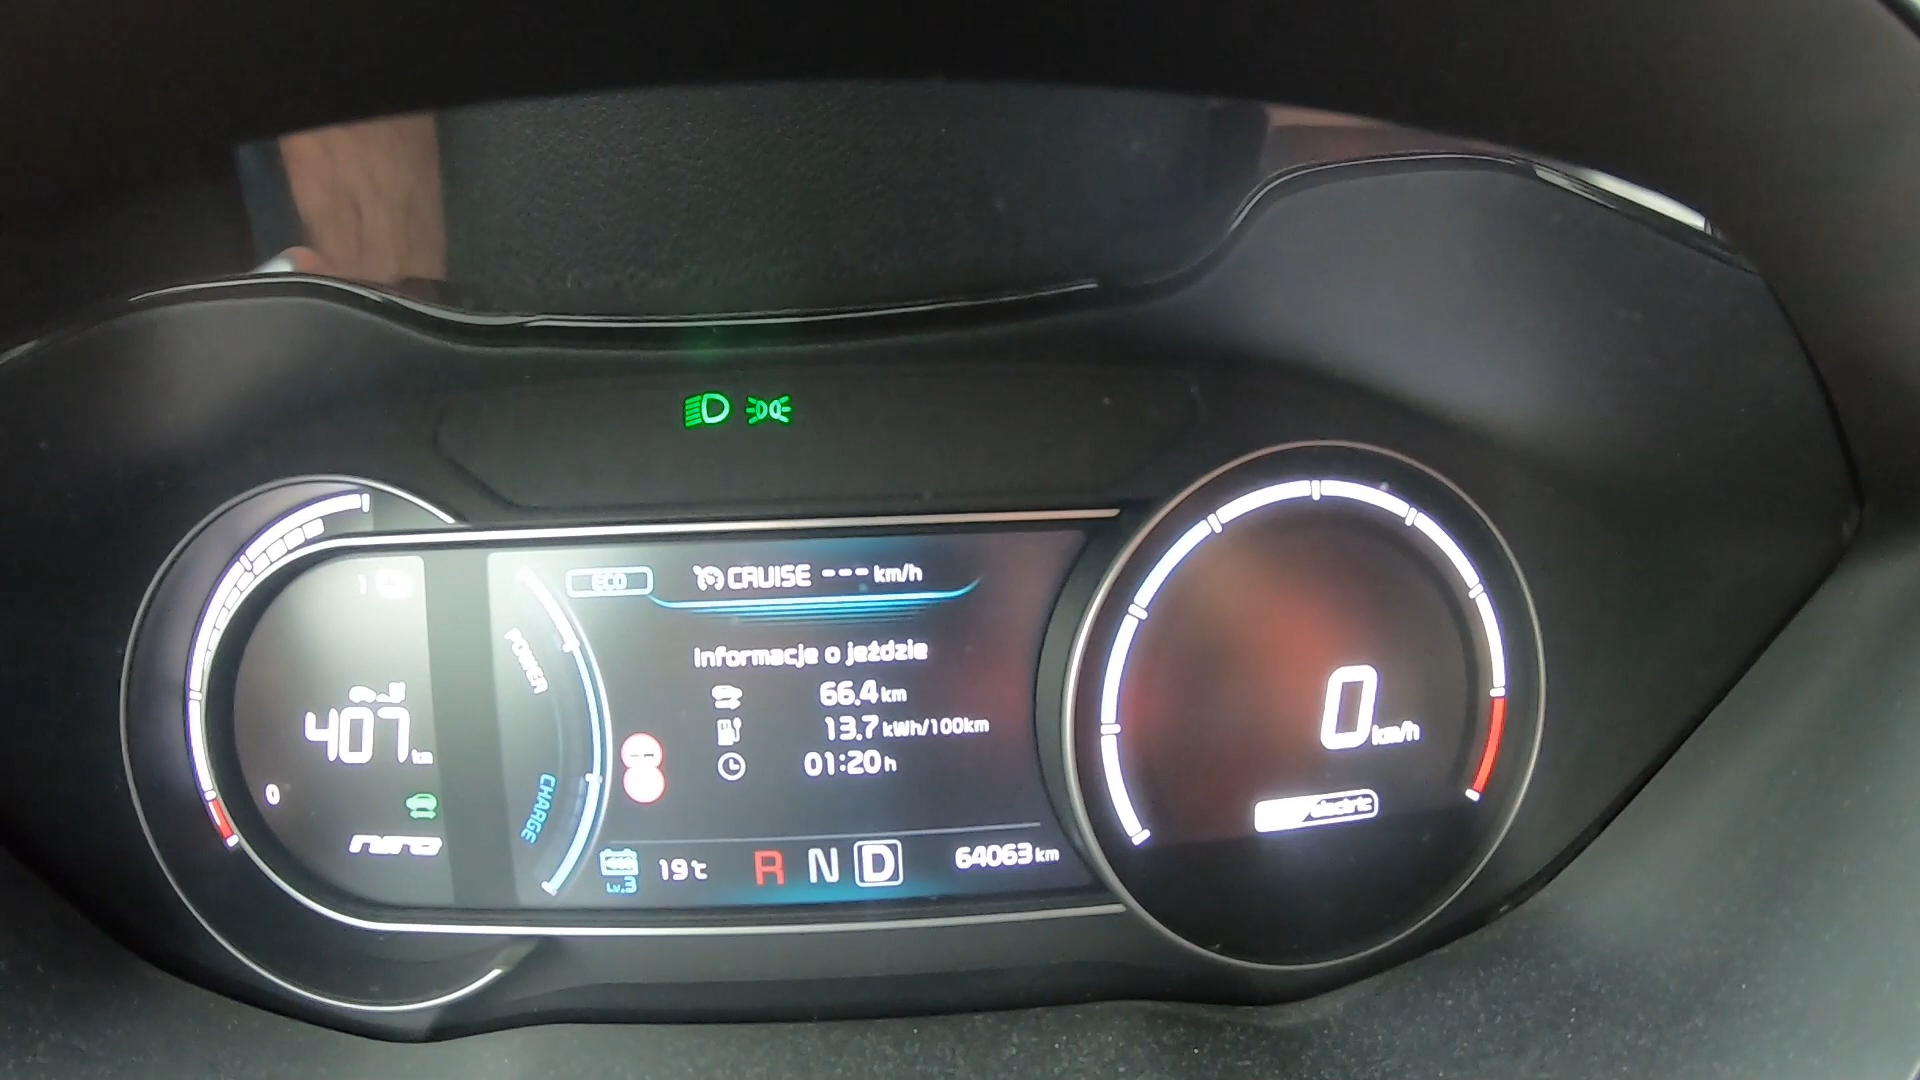 ECO
CRUISE --- km/h
POWER
CHARGE
Informacje o jeździe
66.4 km
13.7 kWh/100km
01:20 h
407 km
0
niro
Lv.3
19℃
R N D
64063 km
0 km/h
electric
1